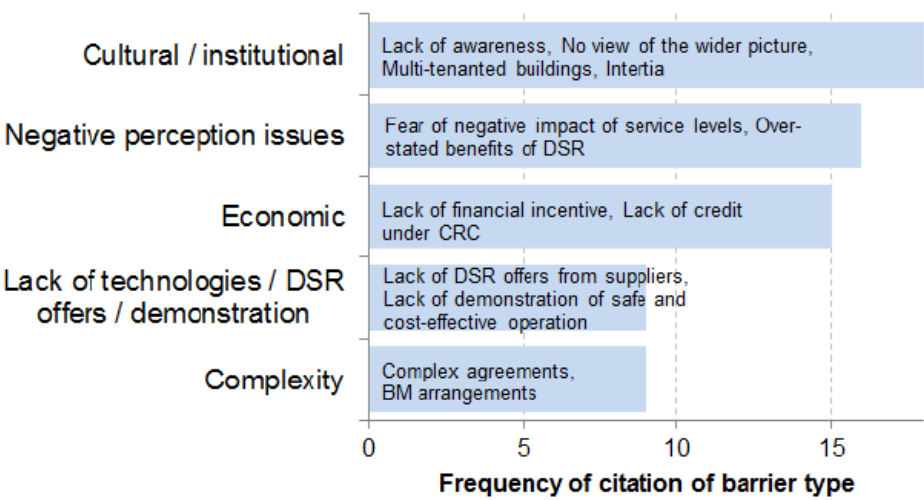 Cultural / institutional
Lack of awareness, No view of the wider picture,
Multi-tenanted buildings, Intertia
Negative perception issues
Fear of negative impact of service levels, Over-
stated benefits of DSR
Economic
Lack of financial incentive, Lack of credit
under CRC
Lack of technologies / DSR
offers / demonstration
Lack of DSR offers from suppliers,
Lack of demonstration of safe and
cost-effective operation
Complexity
Complex agreements,
BM arrangements
0 5 10 15
Frequency of citation of barrier type